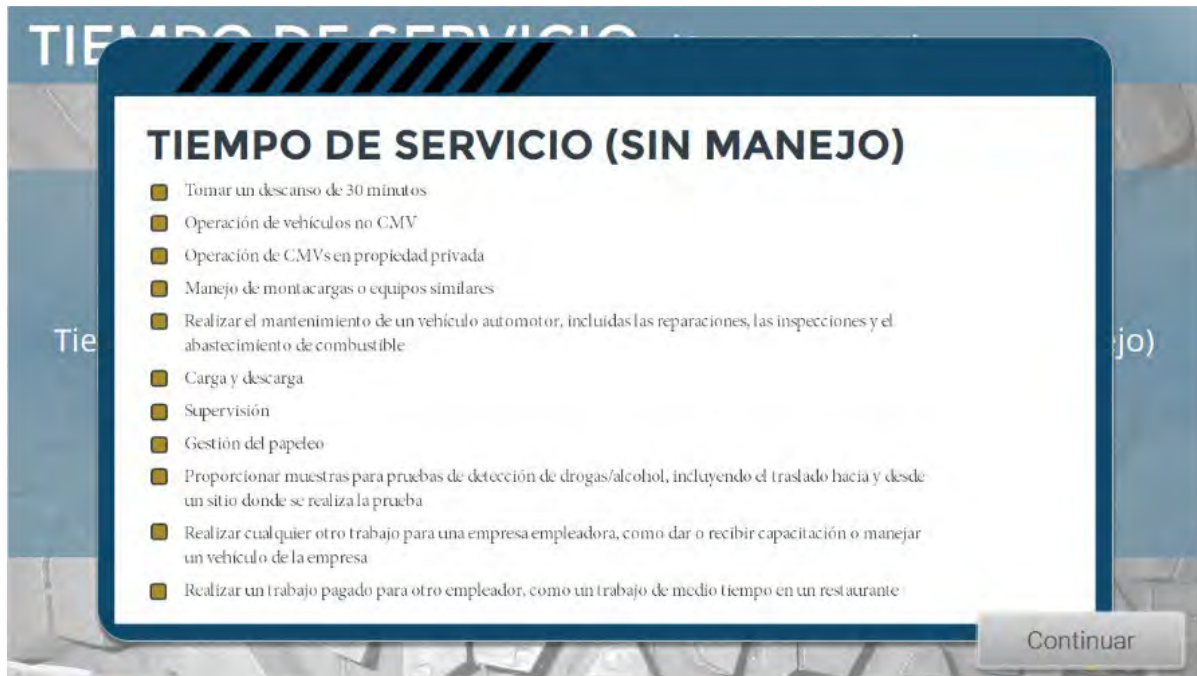 TIEMPO DE SERVICIO
TIEMPO DE SERVICIO (SIN MANEJO)
Tomar un descanso de 30 minutos
Operación de vehículos no CMV
Operación de CMVs en propiedad privada
Manejo de montacargas o equipos similares
Realizar el mantenimiento de un vehículo automotor, incluidas las reparaciones, las inspecciones y el
abastecimiento de combustible
Carga y descarga
Supervisión
Gestión del papeleo
Proporcionar muestras para pruebas de detección de drogas/alcohol, incluyendo el traslado hacia y desde
un sitio donde se realiza la prueba
Realizar cualquier otro trabajo para una empresa empleadora, como dar o recibir capacitación o manejar
un vehículo de la empresa
Realizar un trabajo pagado para otro empleador, como un trabajo de medio tiempo en un restaurante
Tie
jo)
Continuar